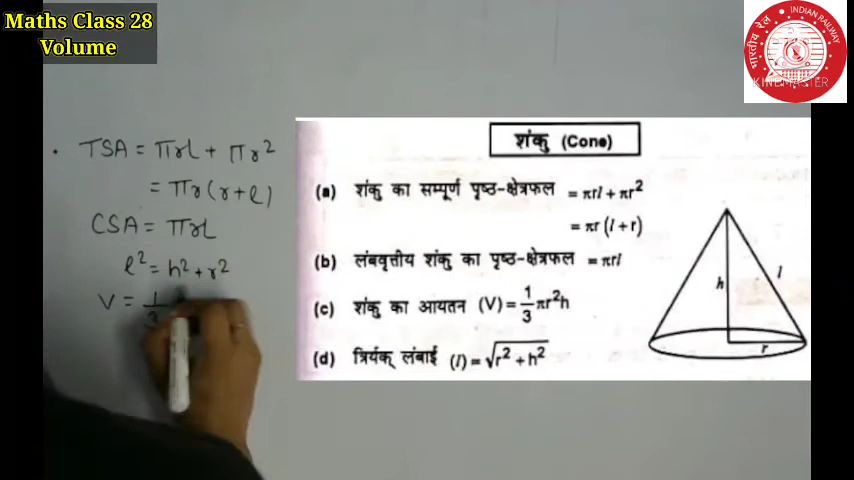 Maths Class 28
Volume
भारतीय रेल INDIAN RAILWAY
KINEMASTER
. TSA = πrl + πr²
= πr(r+l)
CSA = πrl
l² = h² + r²
V = 1/3
शंकु (Cone)
(a) शंकु का सम्पूर्ण पृष्ठ-क्षेत्रफल = πrl + πr²
= πr (l + r)
(b) लंबवृत्तीय शंकु का पृष्ठ-क्षेत्रफल = πrl
(c) शंकु का आयतन (V) = 1/3 πr²h
(d) त्रिर्यक् लंबाई (l) = √r² + h²
h
l
r